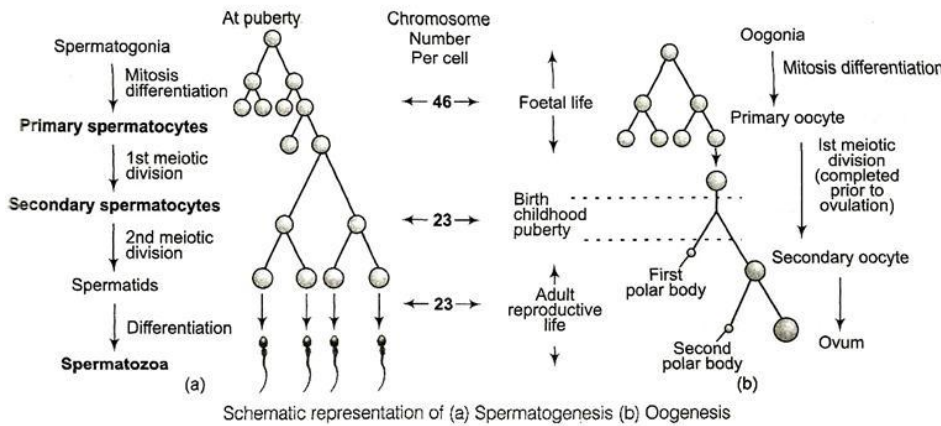 At puberty
Spermatogonia
Mitosis
differentiation
Primary spermatocytes
1st meiotic
division
Secondary spermatocytes
2nd meiotic
division
Spermatids
Differentiation
Spermatozoa
(a)
Chromosome
Number
Per cell
46
23
23
Foetal life
Birth
childhood
puberty
Adult
reproductive
life
First
polar body
Second
polar body
(b)
Oogonia
Mitosis differentiation
Primary oocyte
Ist meiotic
division
(completed
prior to
ovulation)
Secondary oocyte
Ovum
Schematic representation of (a) Spermatogenesis (b) Oogenesis